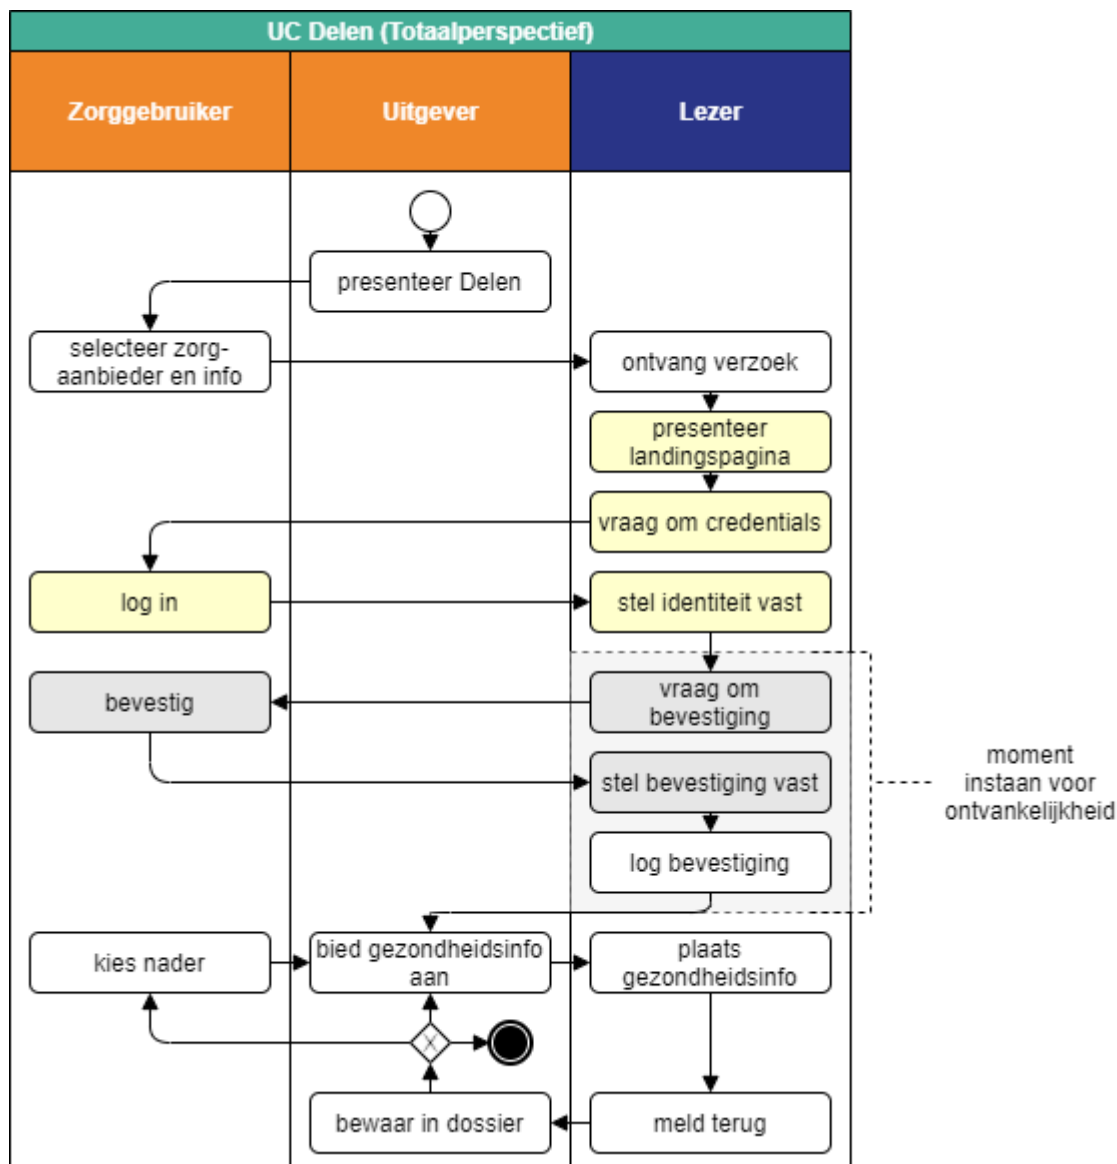 UC Delen (Totaalperspectief)
Zorggebruiker
Uitgever
Lezer
presenteer Delen
selecteer zorg-
aanbieder en info
ontvang verzoek
presenteer
landingspagina
vraag om credentials
log in
stel identiteit vast
bevestig
vraag om
bevestiging
stel bevestiging vast
moment
instaan voor
ontvankelijkheid
log bevestiging
kies nader
bied gezondheidsinfo
aan
plaats
gezondheidsinfo
X
bewaar in dossier
meld terug